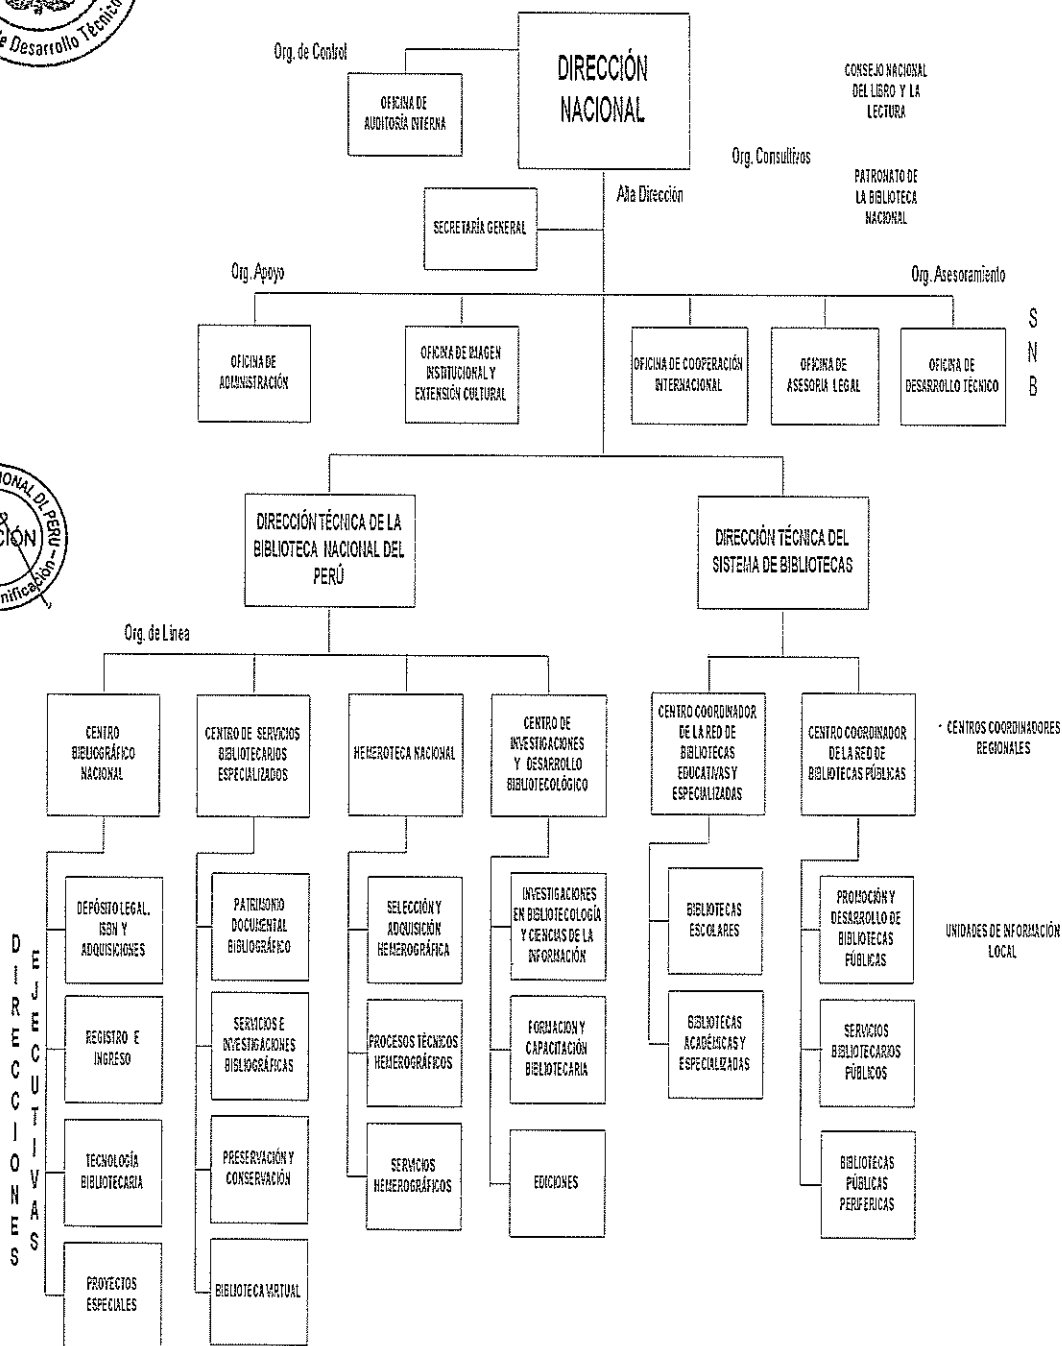 de Desarrollo Técnico
Org. de Control
DIRECCIÓN
NACIONAL
OFICINA DE
AUDITORÍA INTERNA
CONSEJO NACIONAL
DEL LIBRO Y LA
LECTURA
Org. Consultivos
PATRONATO DE
LA BIBLIOTECA
NACIONAL
Alta Dirección
SECRETARÍA GENERAL
Org. Apoyo
Org. Asesoramiento
S
N
B
OFICINA DE
ADMINISTRACIÓN
OFICINA DE IMAGEN
INSTITUCIONAL Y
EXTENSIÓN CULTURAL
OFICINA DE COOPERACIÓN
INTERNACIONAL
OFICINA DE
ASESORIA LEGAL
OFICINA DE
DESARROLLO TÉCNICO
DIRECCIÓN TÉCNICA DE LA
BIBLIOTECA NACIONAL DEL
PERÚ
DIRECCIÓN TÉCNICA DEL
SISTEMA DE BIBLIOTECAS
Org. de Línea
CENTRO
BIBLIOGRÁFICO
NACIONAL
CENTRO DE SERVICIOS
BIBLIOTECARIOS
ESPECIALIZADOS
HEMEROTECA NACIONAL
CENTRO DE
INVESTIGACIONES
Y DESARROLLO
BIBLIOTECOLÓGICO
CENTRO COORDINADOR
DE LA RED DE
BIBLIOTECAS
EDUCATIVAS Y
ESPECIALIZADAS
CENTRO COORDINADOR
DE LA RED DE
BIBLIOTECAS PÚBLICAS
- CENTROS COORDINADORES
REGIONALES
DIRECCIONES
EJECUTIVAS
DEPÓSITO LEGAL,
ISBN Y
ADQUISICIONES
REGISTRO E
INGRESO
TECNOLOGÍA
BIBLIOTECARIA
PROYECTOS
ESPECIALES
PATRIMONIO
DOCUMENTAL
BIBLIOGRÁFICO
SERVICIOS E
INVESTIGACIONES
BIBLIOGRÁFICAS
PRESERVACIÓN Y
CONSERVACIÓN
BIBLIOTECA VIRTUAL
SELECCIÓN Y
ADQUISICIÓN
HEMEROGRÁFICA
PROCESOS TÉCNICOS
HEMEROGRÁFICOS
SERVICIOS
HEMEROGRÁFICOS
INVESTIGACIONES
EN BIBLIOTECOLOGÍA
Y CIENCIAS DE LA
INFORMACIÓN
FORMACION Y
CAPACITACIÓN
BIBLIOTECARIA
EDICIONES
BIBLIOTECAS
ESCOLARES
BIBLIOTECAS
ACADÉMICAS Y
ESPECIALIZADAS
PROMOCIÓN Y
DESARROLLO DE
BIBLIOTECAS
PÚBLICAS
SERVICIOS
BIBLIOTECARIOS
PÚBLICOS
BIBLIOTECAS
PÚBLICAS
PERIFERICAS
UNIDADES DE INFORMACIÓN
LOCAL